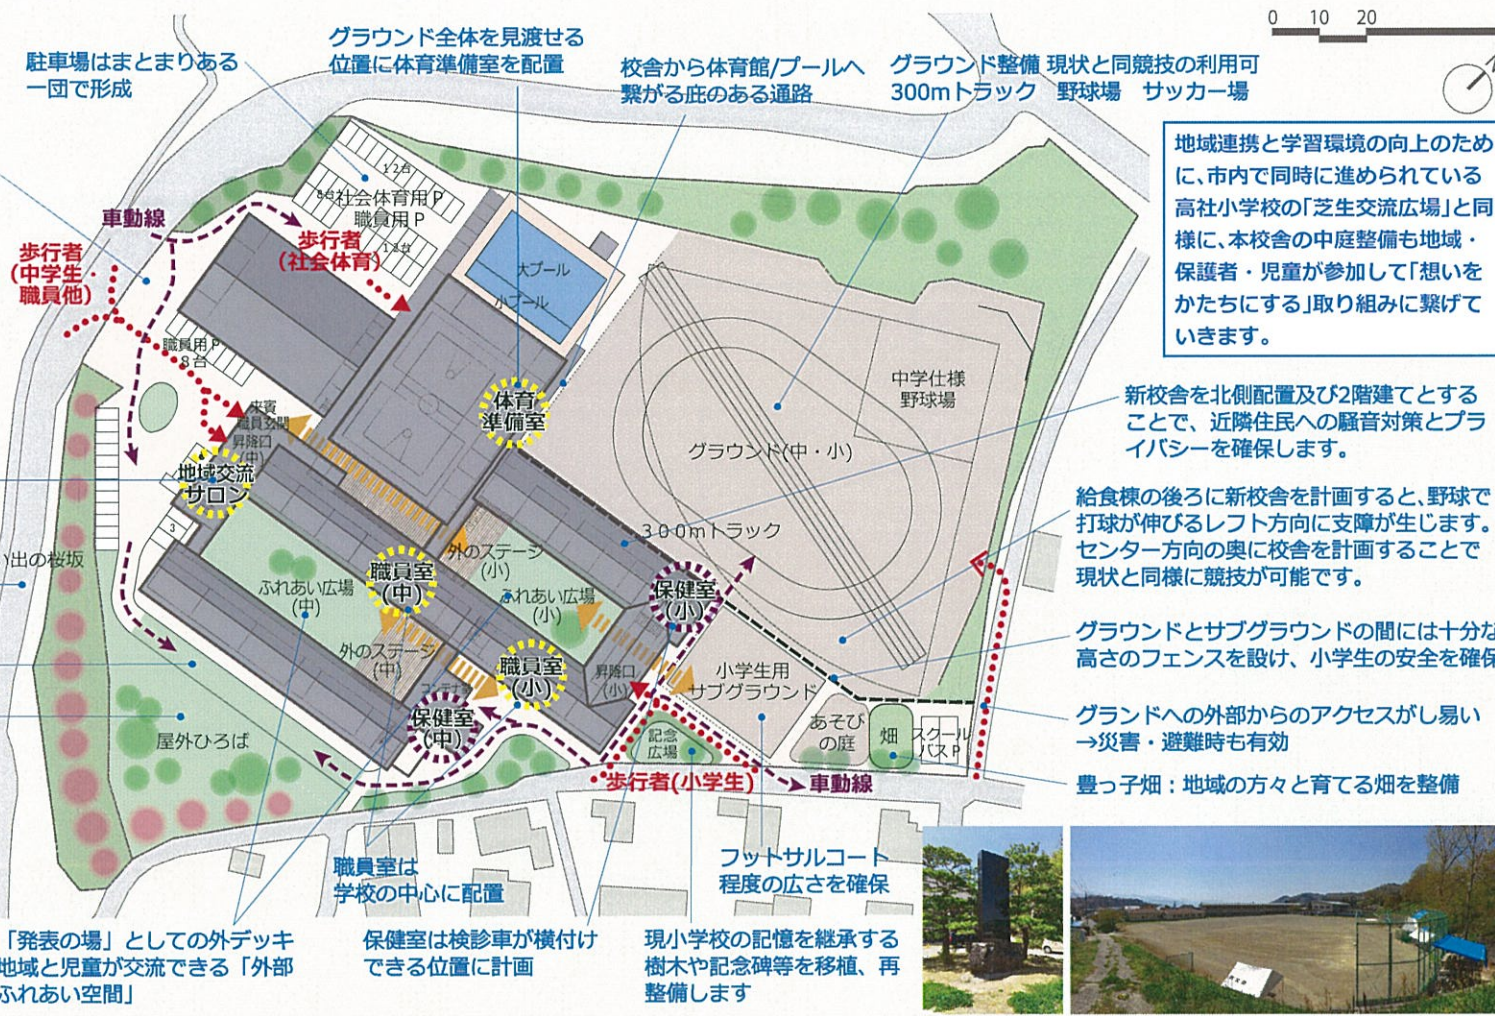 駐車場はまとまりある
一団で形成
グラウンド全体を見渡せる
位置に体育準備室を配置
校舎から体育館/プールへ
繋がる庇のある通路
グラウンド整備 現状と同競技の利用可
300mトラック 野球場 サッカー場
0 10 20
地域連携と学習環境の向上のため
に、市内で同時に進められている
高社小学校の「芝生交流広場」と同
様に、本校舎の中庭整備も地域・
保護者・児童が参加して「想いを
かたちにする」取り組みに繋げて
いきます。
12台
8台
社会体育用P
職員用P
車動線
歩行者
(社会体育)
歩行者
(中学生・
職員他)
大プール
小プール
職員用P
8台
来賓
職員玄関
昇降口
(中)
体育
準備室
中学仕様
野球場
グラウンド(中・小)
地域交流
サロン
3
300mトラック
新校舎を北側配置及び2階建てとする
ことで、近隣住民への騒音対策とプラ
イバシーを確保します。
給食棟の後ろに新校舎を計画すると、野球で
打球が伸びるレフト方向に支障が生じます。
センター方向の奥に校舎を計画することで
現状と同様に競技が可能です。
い出の桜坂
外のステージ
(小)
職員室
(中)
ふれあい広場
(中)
ふれあい広場
(小)
保健室
(小)
外のステージ
(中)
職員室
(小)
昇降口
(小)
小学生用
サブグラウンド
グラウンドとサブグラウンドの間には十分な
高さのフェンスを設け、小学生の安全を確保
保健室
(中)
屋外ひろば
記念
広場
あそび
の庭
畑
スクール
バスP
グランドへの外部からのアクセスがし易い
→災害・避難時も有効
歩行者(小学生)
車動線
豊っ子畑:地域の方々と育てる畑を整備
職員室は
学校の中心に配置
フットサルコート
程度の広さを確保
「発表の場」としての外デッキ
地域と児童が交流できる「外部
ふれあい空間」
保健室は検診車が横付け
できる位置に計画
現小学校の記憶を継承する
樹木や記念碑等を移植、再
整備します